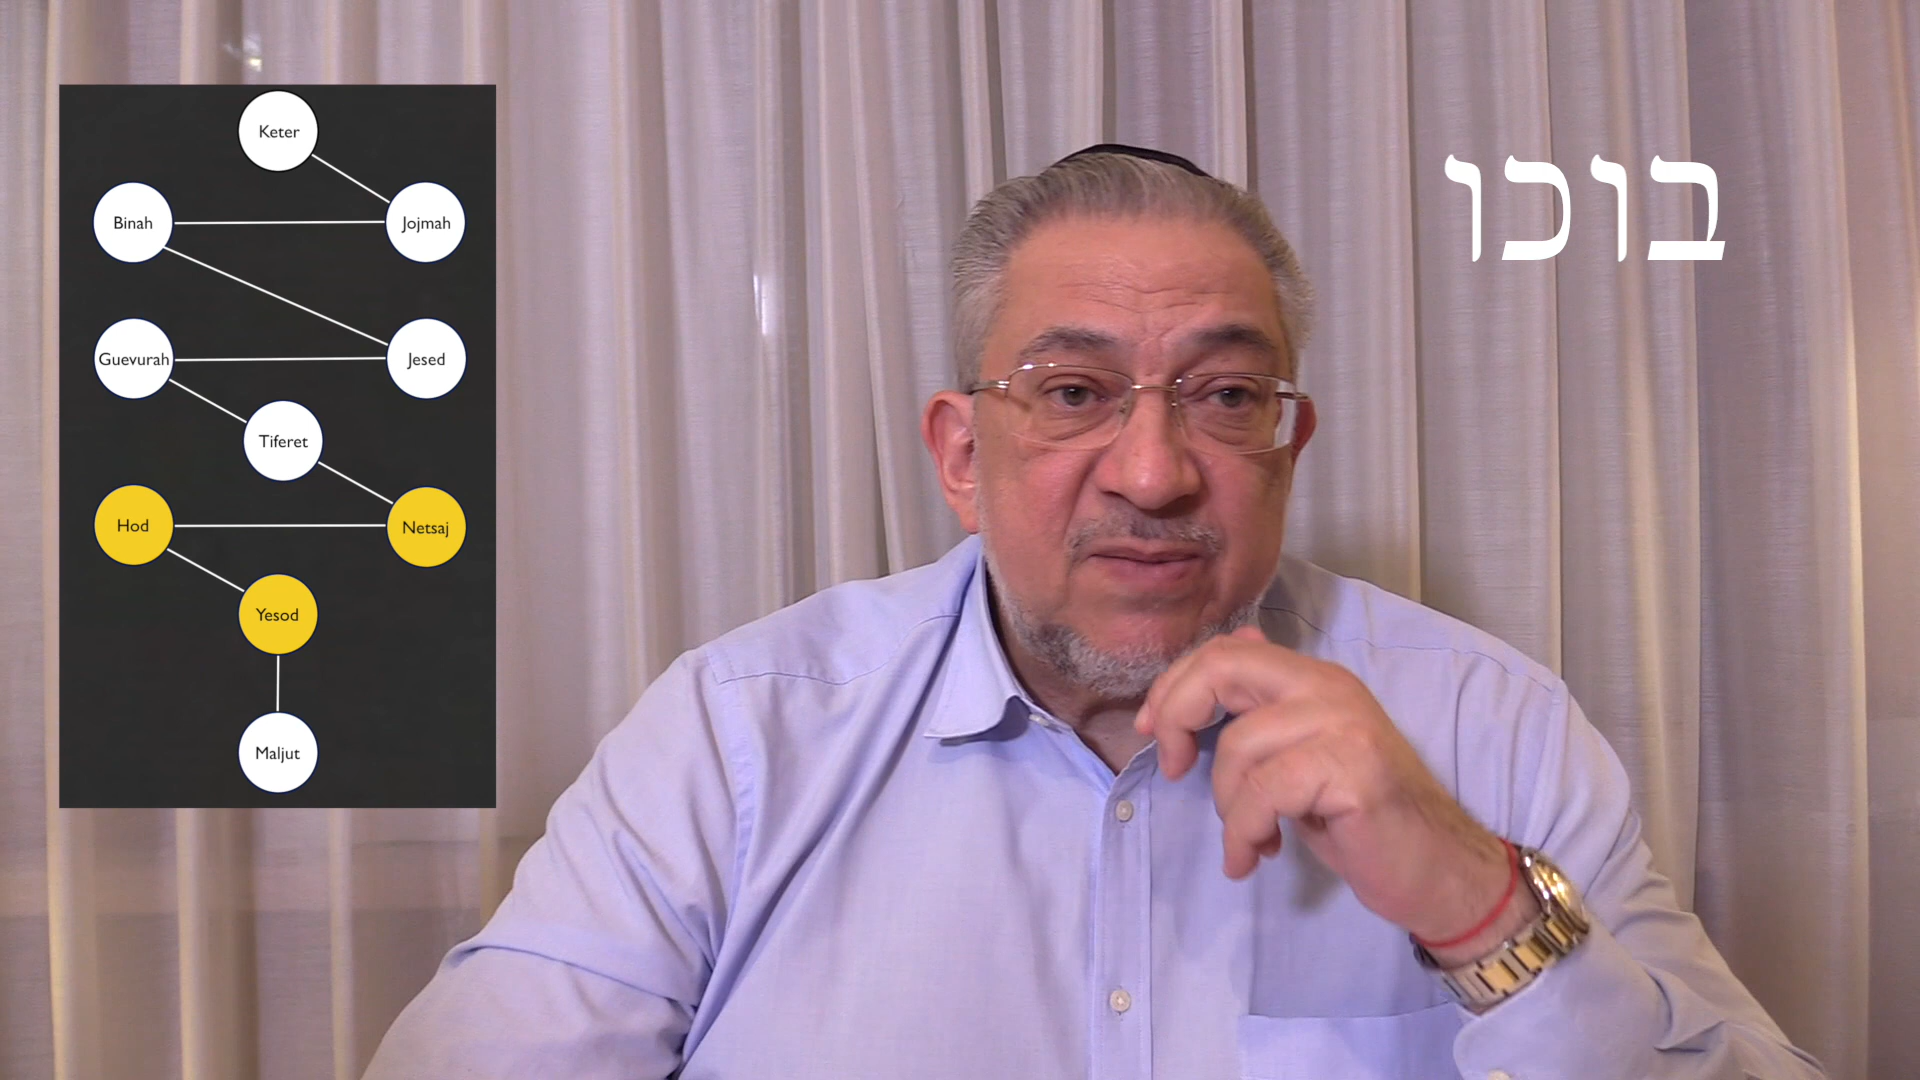 Keter
Binah
Jojmah
Guevurah
Jesed
Tiferet
Hod
Netsaj
Yesod
Maljut
בוכו